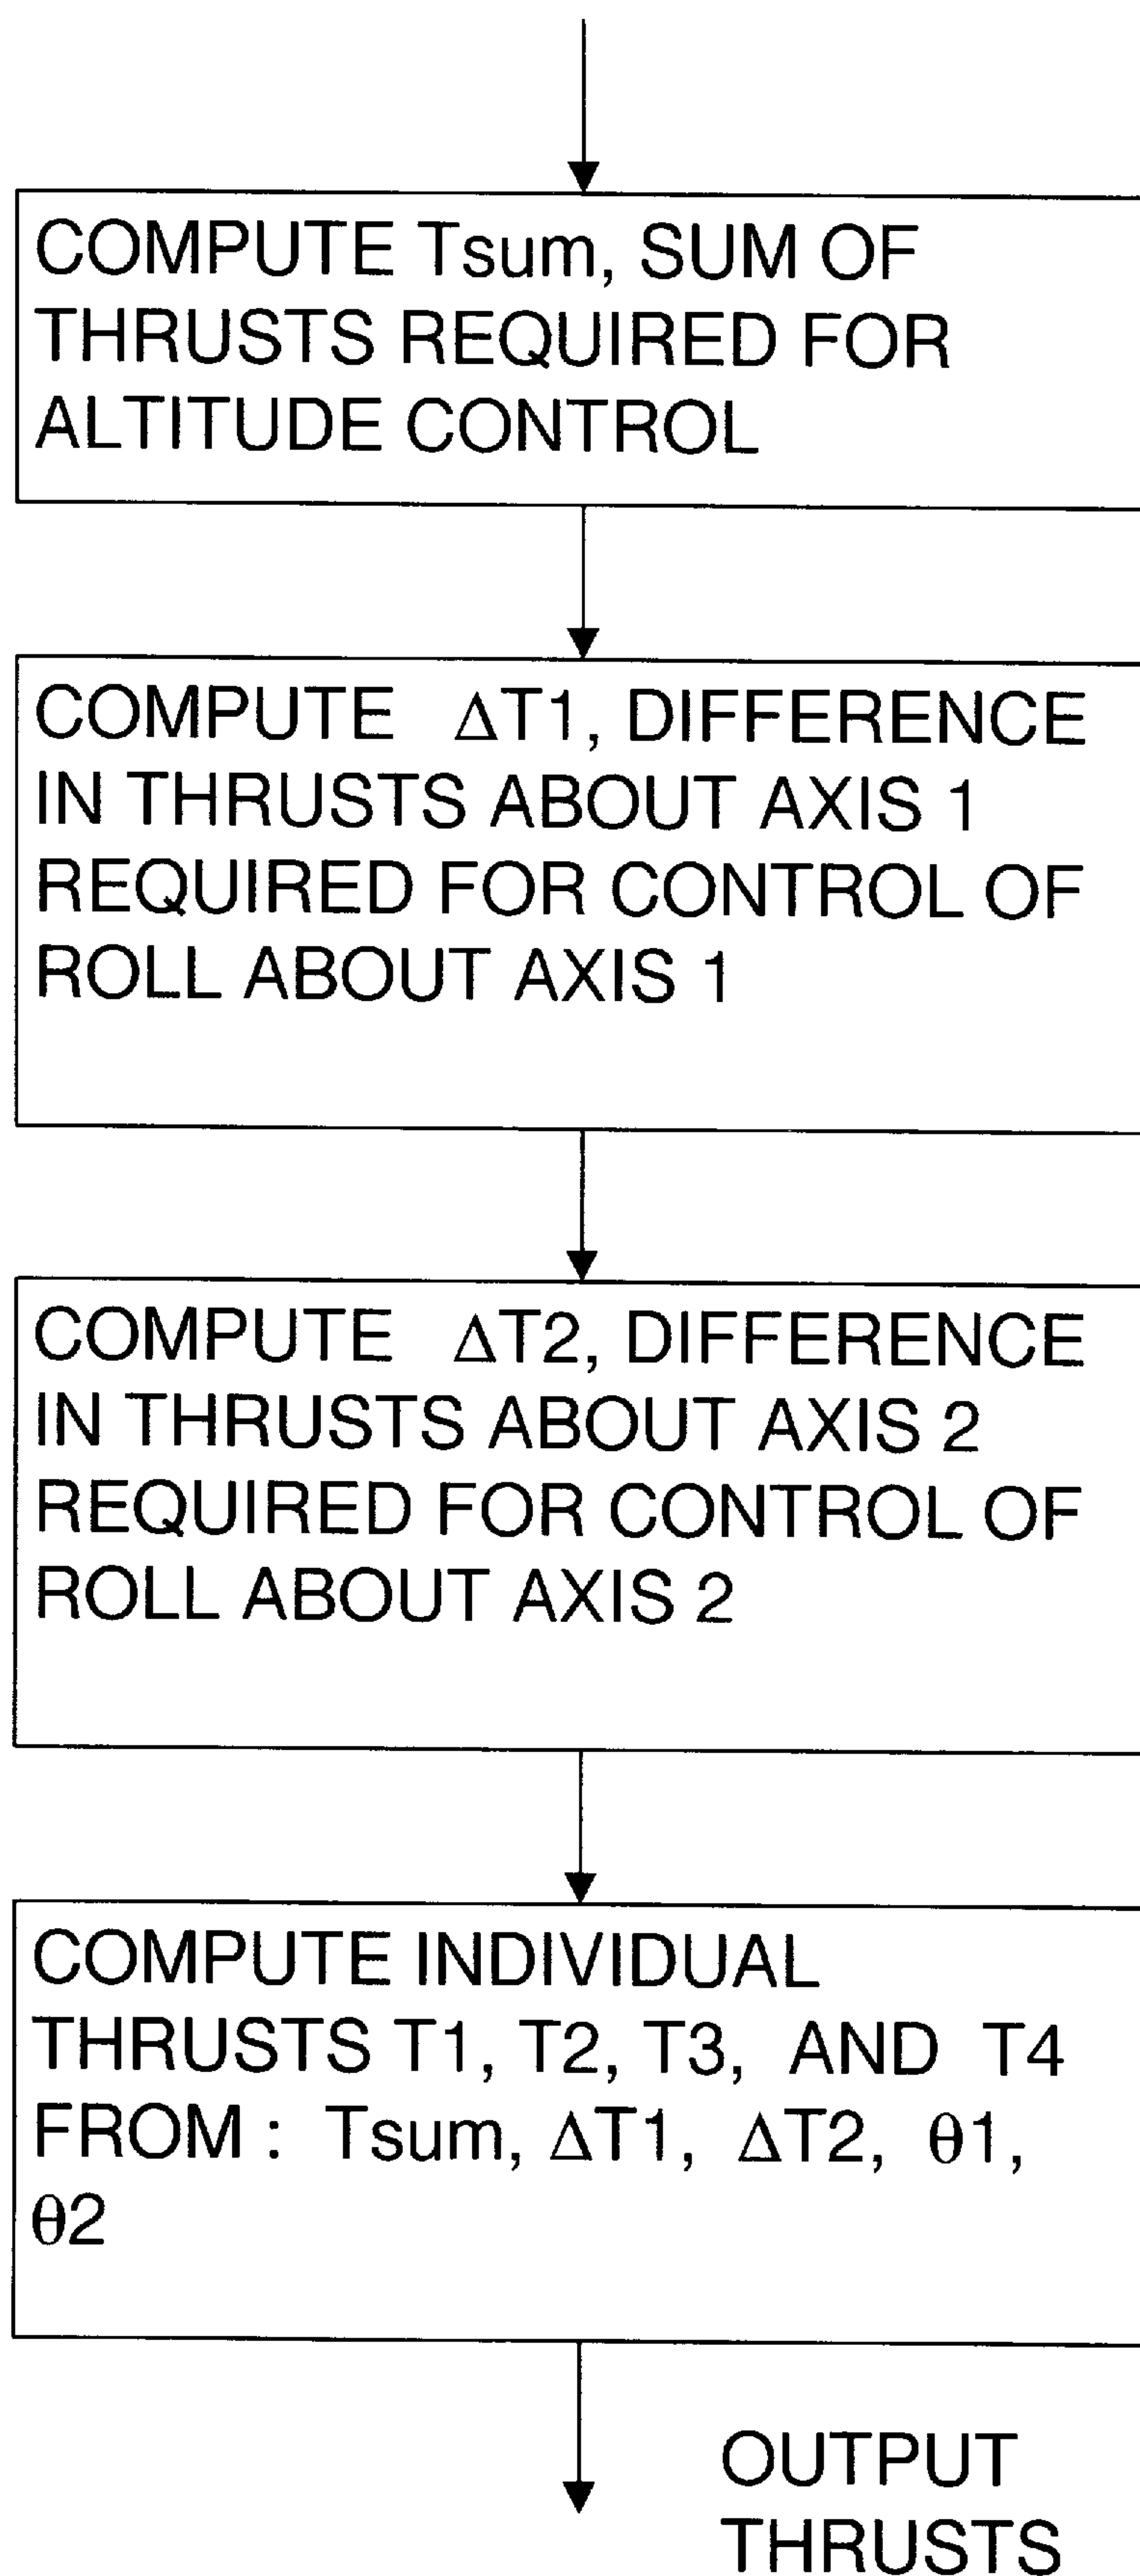 COMPUTE Tsum, SUM OF
THRUSTS REQUIRED FOR
ALTITUDE CONTROL
COMPUTE ΔT1, DIFFERENCE
IN THRUSTS ABOUT AXIS 1
REQUIRED FOR CONTROL OF
ROLL ABOUT AXIS 1
COMPUTE ΔT2, DIFFERENCE
IN THRUSTS ABOUT AXIS 2
REQUIRED FOR CONTROL OF
ROLL ABOUT AXIS 2
COMPUTE INDIVIDUAL
THRUSTS T1, T2, T3, AND T4
FROM : Tsum, ΔT1, ΔT2, θ1,
θ2
OUTPUT
THRUSTS